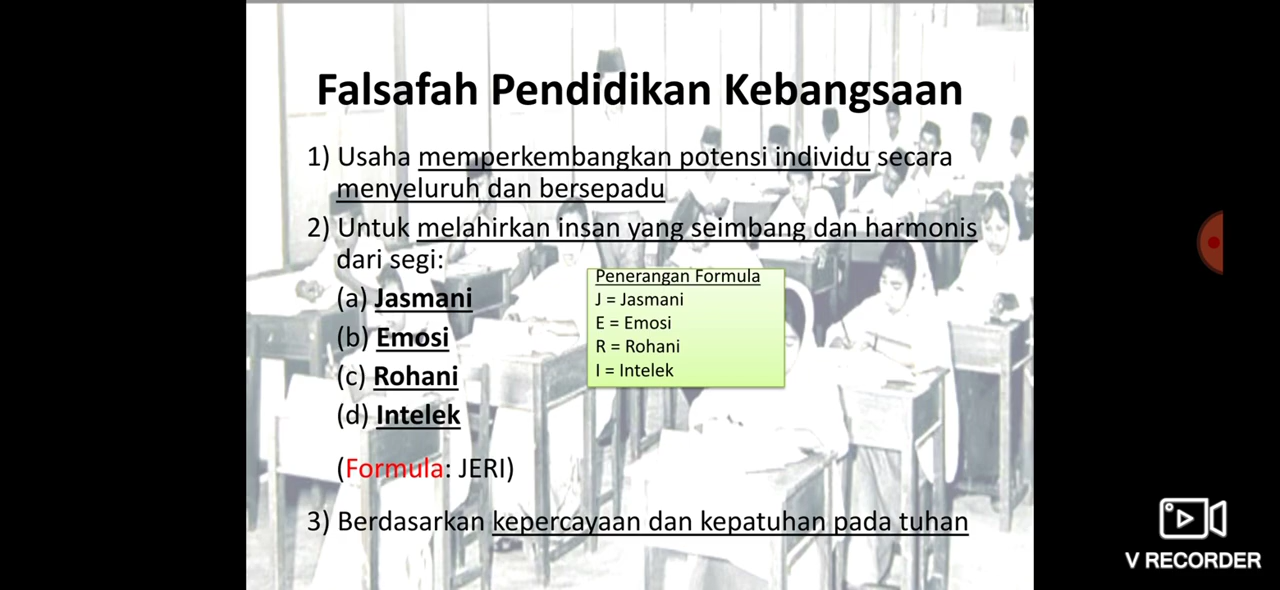 Falsafah Pendidikan Kebangsaan
1) Usaha memperkembangkan potensi individu secara
menyeluruh dan bersepadu
2) Untuk melahirkan insan yang seimbang dan harmonis
dari segi:
(a) Jasmani
(b) Emosi
(c) Rohani
(d) Intelek
(Formula: JERI)
Penerangan Formula
J = Jasmani
E = Emosi
R = Rohani
I = Intelek
3) Berdasarkan kepercayaan dan kepatuhan pada tuhan
V RECORDER